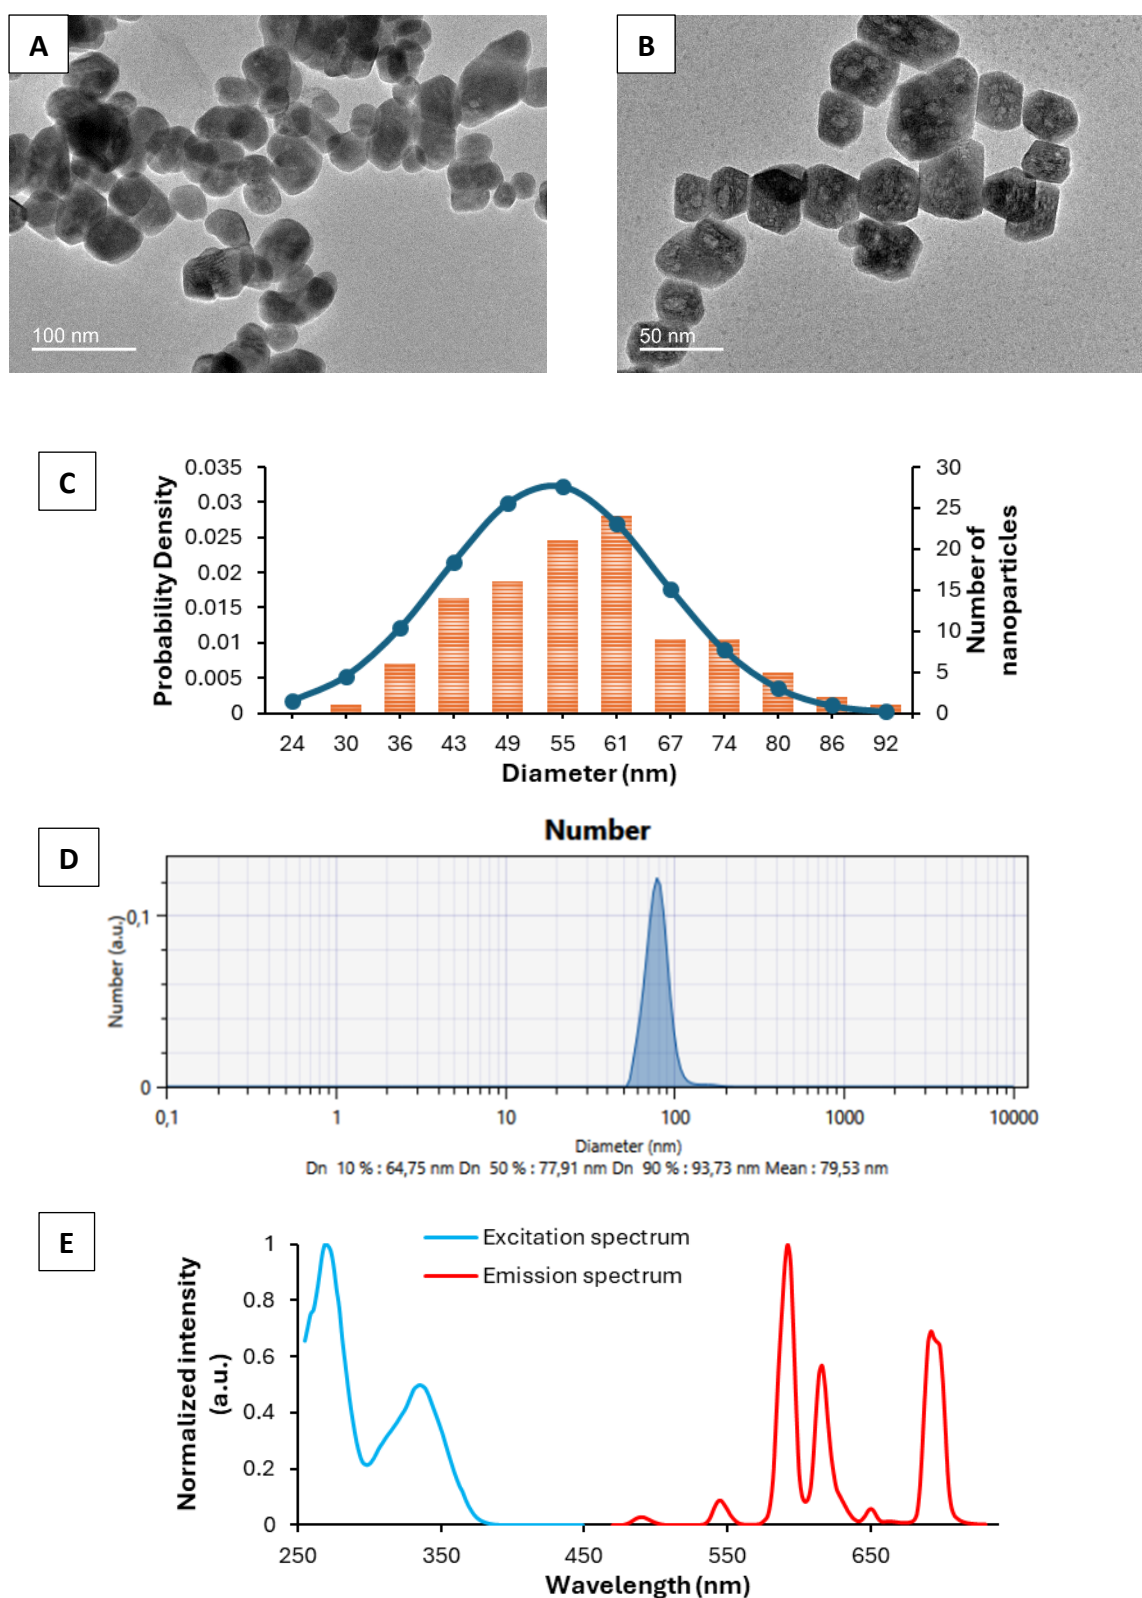 A
B
100 nm
50 nm
C
Probability Density
0.035
0.03
0.025
0.02
0.015
0.01
0.005
0
30
25
20
15
10
5
0
Number of
nanoparticles
24 30 36 43 49 55 61 67 74 80 86 92
Diameter (nm)
D
Number
Number (a.u.)
0,1
0
0,1 1 10 100 1000 10000
Diameter (nm)
Dn 10 % : 64,75 nm Dn 50 % : 77,91 nm Dn 90 % : 93,73 nm Mean : 79,53 nm
E
Excitation spectrum
Emission spectrum
Normalized intensity
(a.u.)
1
0.8
0.6
0.4
0.2
0
250 350 450 550 650
Wavelength (nm)